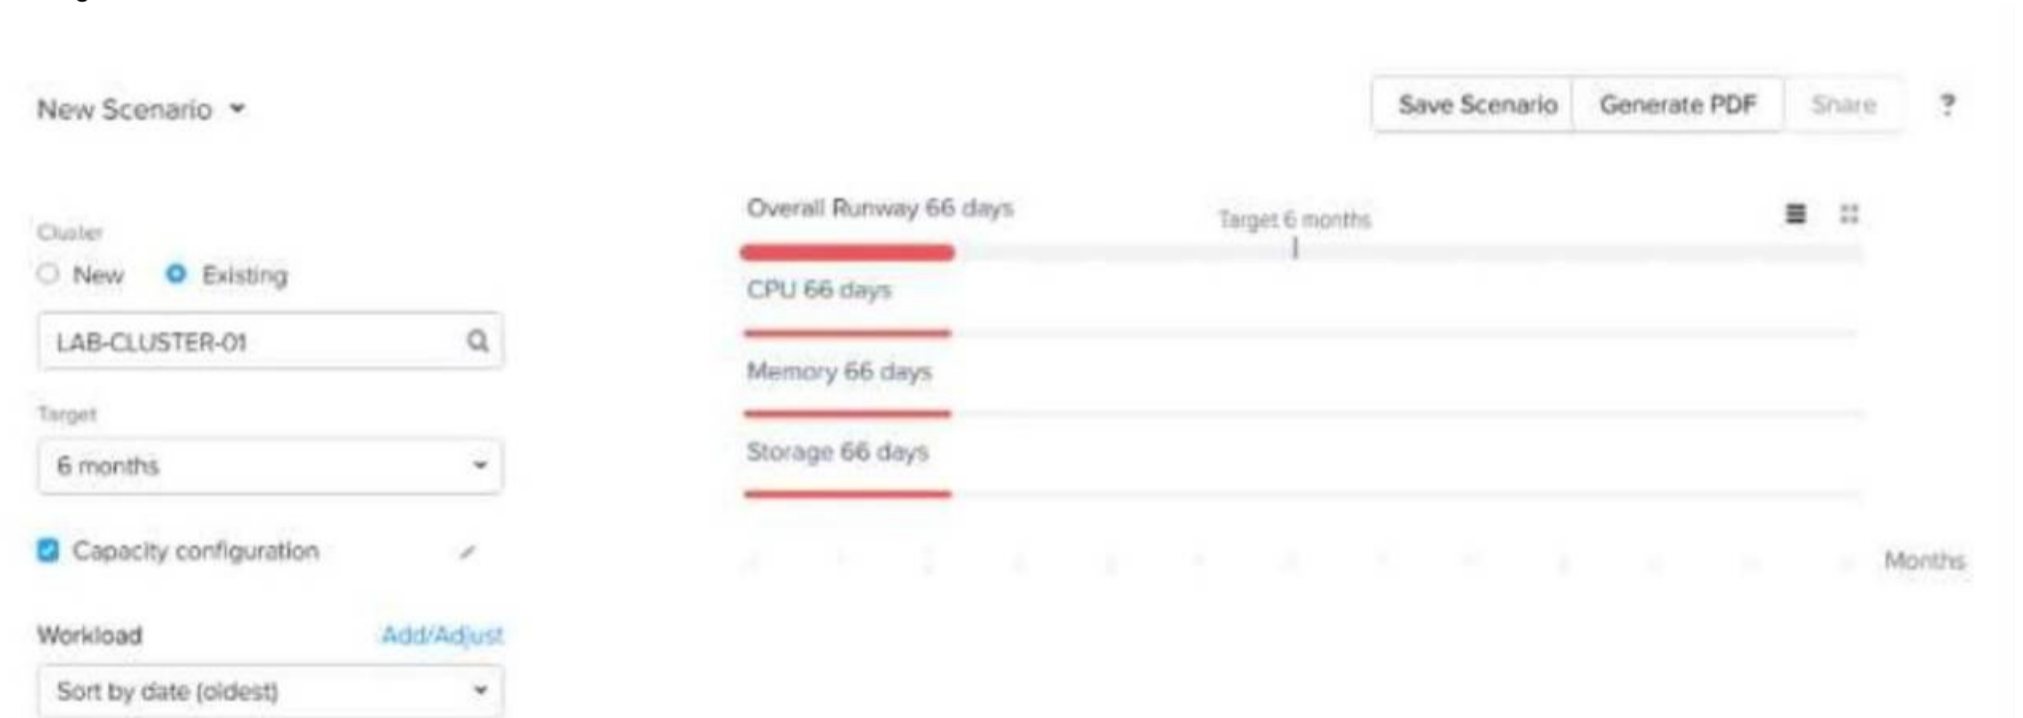 New Scenario
Save Scenario
Generate PDF
Share
?
Cluster
New
Existing
LAB-CLUSTER-01
Target
6 months
Capacity configuration
Workload
Add/Adjust
Sort by date (oldest)
Overall Runway 66 days
Target 6 months
CPU 66 days
Memory 66 days
Storage 66 days
Months